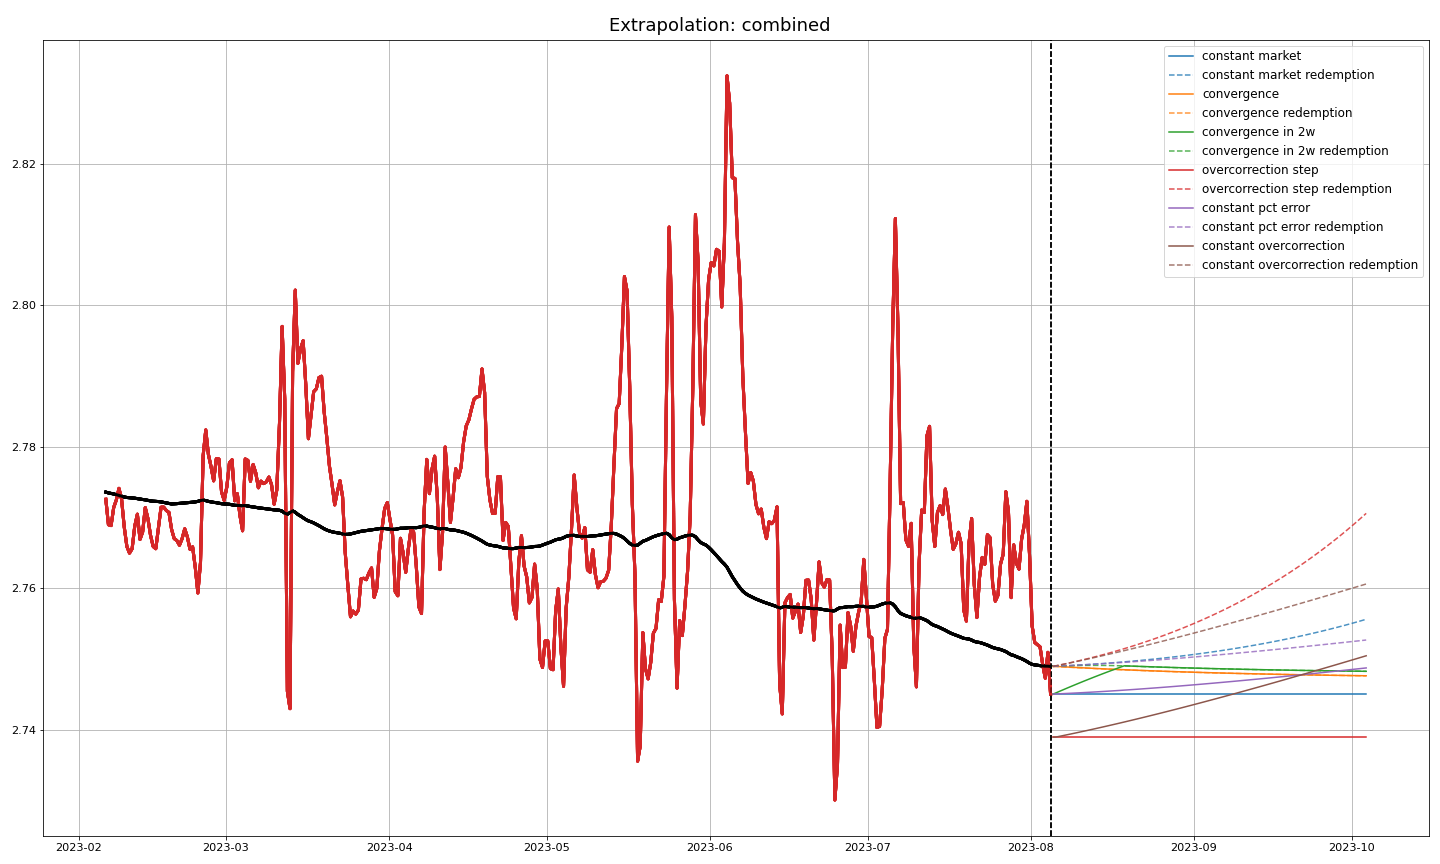 Extrapolation: combined
constant market
constant market redemption
convergence
convergence redemption
convergence in 2w
convergence in 2w redemption
overcorrection step
overcorrection step redemption
constant pct error
constant pct error redemption
constant overcorrection
constant overcorrection redemption
2.82
2.80
2.78
2.76
2.74
2023-02 2023-03 2023-04 2023-05 2023-06 2023-07 2023-08 2023-09 2023-10